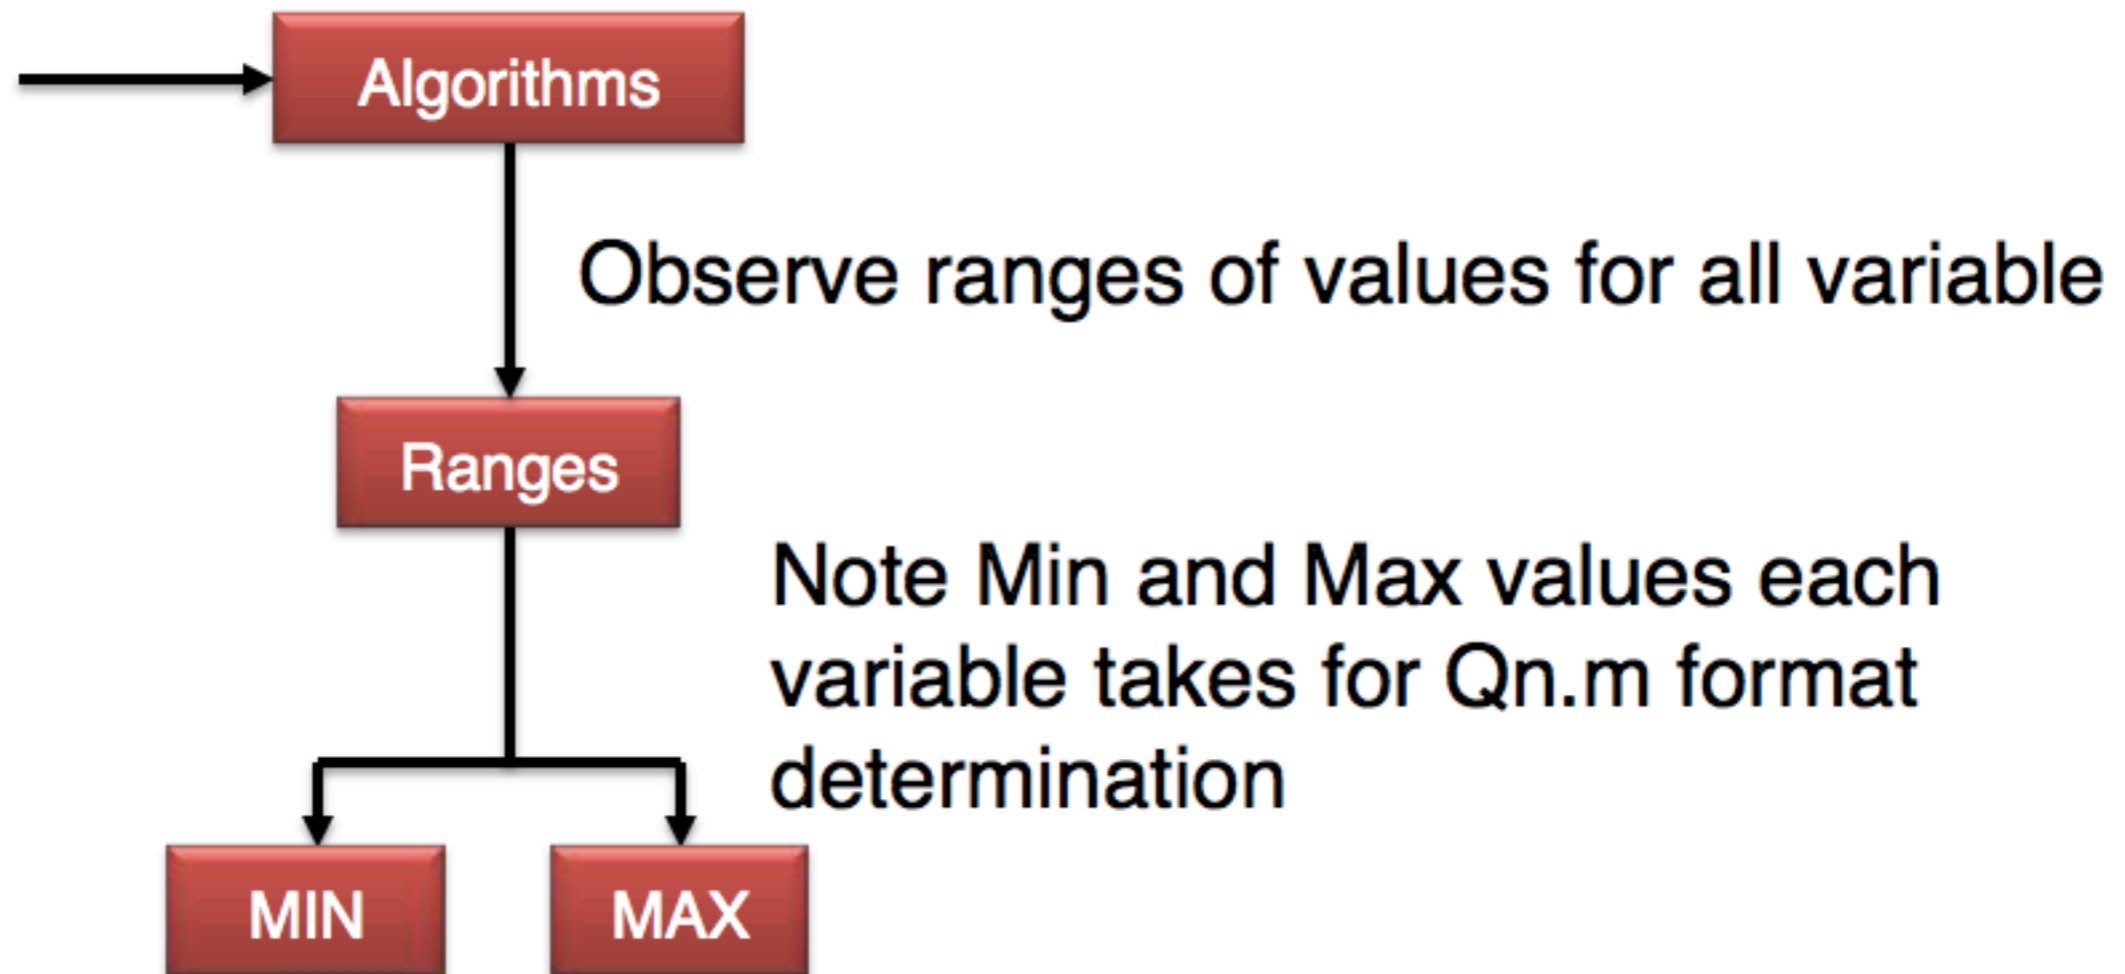 Algorithms
Observe ranges of values for all variable
Ranges
Note Min and Max values each
variable takes for Qn.m format
determination
MIN
MAX